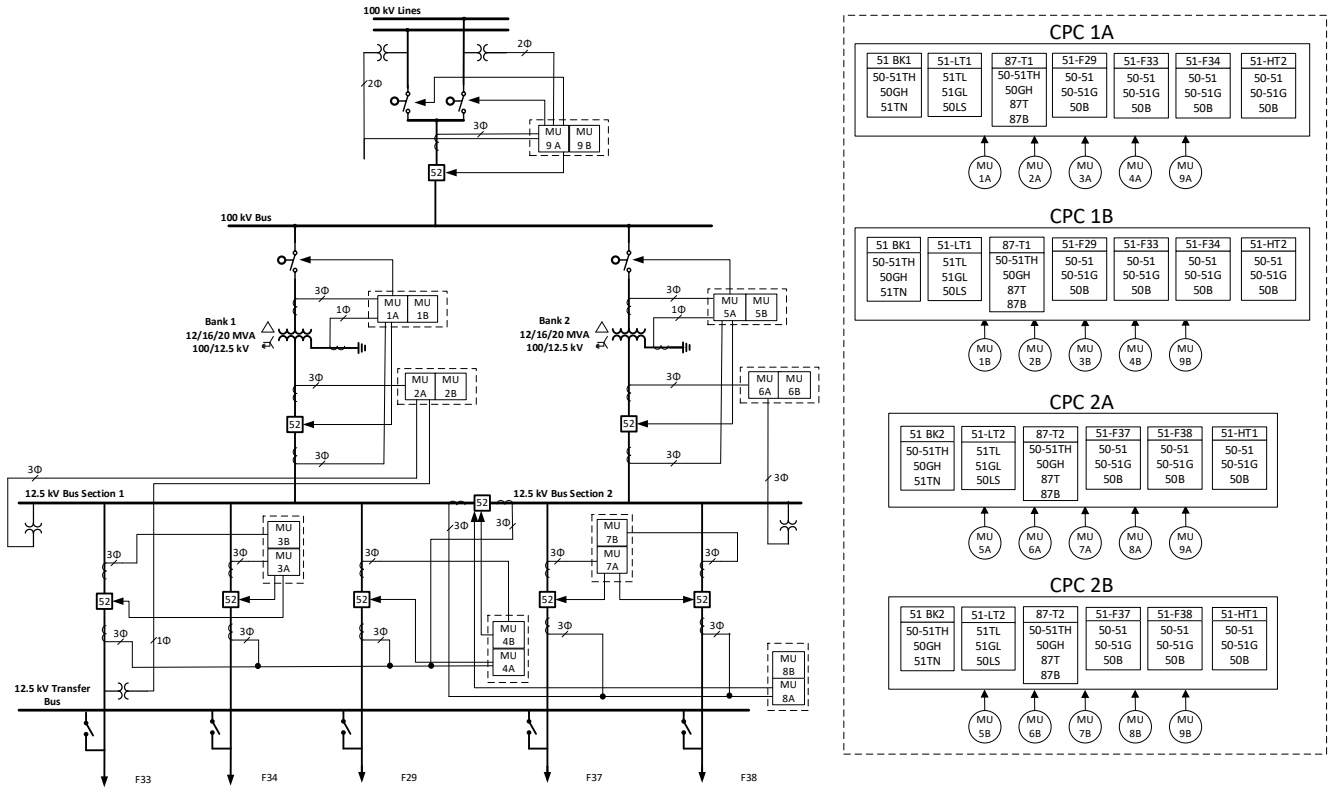 100 kV Lines
2Φ
2Φ
3Φ
MU 9 A
MU 9 B
52
100 kV Bus
3Φ
1Φ
MU 1A
MU 1B
Bank 1
12/16/20 MVA
100/12.5 kV
3Φ
MU 2A
MU 2B
52
3Φ
3Φ
3Φ
1Φ
MU 5A
MU 5B
Bank 2
12/16/20 MVA
100/12.5 kV
3Φ
MU 6A
MU 6B
52
3Φ
3Φ
12.5 kV Bus Section 1
52
12.5 kV Bus Section 2
3Φ
3Φ
MU 3B
MU 3A
MU 7B
MU 7A
3Φ
3Φ
3Φ
3Φ
3Φ
52
52
52
52
52
3Φ
1Φ
3Φ
3Φ
3Φ
3Φ
MU 4B
MU 4A
MU 8B
MU 8A
12.5 kV Transfer
Bus
F33
F34
F29
F37
F38
CPC 1A
51 BK1
50-51TH
50GH
51TN
51-LT1
51TL
51GL
50LS
87-T1
50-51TH
50GH
87T
87B
51-F29
50-51
50-51G
50B
51-F33
50-51
50-51G
50B
51-F34
50-51
50-51G
50B
51-HT2
50-51
50-51G
50B
MU 1A
MU 2A
MU 3A
MU 4A
MU 9A
CPC 1B
51 BK1
50-51TH
50GH
51TN
51-LT1
51TL
51GL
50LS
87-T1
50-51TH
50GH
87T
87B
51-F29
50-51
50-51G
50B
51-F33
50-51
50-51G
50B
51-F34
50-51
50-51G
50B
51-HT2
50-51
50-51G
50B
MU 1B
MU 2B
MU 3B
MU 4B
MU 9B
CPC 2A
51 BK2
50-51TH
50GH
51TN
51-LT2
51TL
51GL
50LS
87-T2
50-51TH
50GH
87T
87B
51-F37
50-51
50-51G
50B
51-F38
50-51
50-51G
50B
51-HT1
50-51
50-51G
50B
MU 5A
MU 6A
MU 7A
MU 8A
MU 9A
CPC 2B
51 BK2
50-51TH
50GH
51TN
51-LT2
51TL
51GL
50LS
87-T2
50-51TH
50GH
87T
87B
51-F37
50-51
50-51G
50B
51-F38
50-51
50-51G
50B
51-HT1
50-51
50-51G
50B
MU 5B
MU 6B
MU 7B
MU 8B
MU 9B